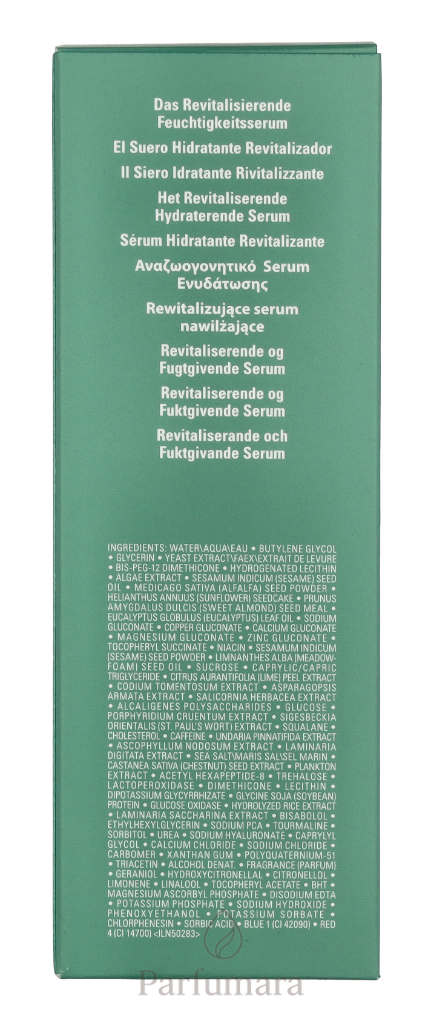 Das Revitalisierende
Feuchtigkeitsserum
El Suero Hidratante Revitalizador
Il Siero Idratante Rivitalizzante
Het Revitaliserende
Hydraterende Serum
Sérum Hidratante Revitalizante
Αναζωογονητικό Serum
Ενυδάτωσης
Rewitalizujące serum
nawilżające
Revitaliserende og
Fugtgivende Serum
Revitaliserende og
Fuktgivende Serum
Revitaliserande och
Fuktgivande Serum
INGREDIENTS: WATER\AQUA\EAU • BUTYLENE GLYCOL
• GLYCERIN • YEAST EXTRACT\FAEX\EXTRAIT DE LEVURE
• BIS-PEG-12 DIMETHICONE • HYDROGENATED LECITHIN
• ALGAE EXTRACT • SESAMUM INDICUM (SESAME) SEED
OIL • MEDICAGO SATIVA (ALFALFA) SEED POWDER •
HELIANTHUS ANNUUS (SUNFLOWER) SEEDCAKE • PRUNUS
AMYGDALUS DULCIS (SWEET ALMOND) SEED MEAL •
EUCALYPTUS GLOBULUS (EUCALYPTUS) LEAF OIL • SODIUM
GLUCONATE • COPPER GLUCONATE • CALCIUM GLUCONATE
• MAGNESIUM GLUCONATE • ZINC GLUCONATE •
TOCOPHERYL SUCCINATE • NIACIN • SESAMUM INDICUM
(SESAME) SEED POWDER • LIMNANTHES ALBA (MEADOW-
FOAM) SEED OIL • SUCROSE • CAPRYLIC/CAPRIC
TRIGLYCERIDE • CITRUS AURANTIFOLIA (LIME) PEEL EXTRACT
• CODIUM TOMENTOSUM EXTRACT • ASPARAGOPSIS
ARMATA EXTRACT • SALICORNIA HERBACEA EXTRACT
• ALCALIGENES POLYSACCHARIDES • GLUCOSE •
PORPHYRIDIUM CRUENTUM EXTRACT • SIGESBECKIA
ORIENTALIS (ST. PAUL'S WORT) EXTRACT • SQUALANE •
CHOLESTEROL • CAFFEINE • UNDARIA PINNATIFIDA EXTRACT
• ASCOPHYLLUM NODOSUM EXTRACT • LAMINARIA
DIGITATA EXTRACT • SEA SALT\MARIS SAL\SEL MARIN •
CASTANEA SATIVA (CHESTNUT) SEED EXTRACT • PLANKTON
EXTRACT • ACETYL HEXAPEPTIDE-8 • TREHALOSE •
LACTOPEROXIDASE • DIMETHICONE • LECITHIN •
DIPOTASSIUM GLYCYRRHIZATE • GLYCINE SOJA (SOYBEAN)
PROTEIN • GLUCOSE OXIDASE • HYDROLYZED RICE EXTRACT
• LAMINARIA SACCHARINA EXTRACT • BISABOLOL •
ETHYLHEXYLGLYCERIN • SODIUM PCA • TOURMALINE •
SORBITOL • UREA • SODIUM HYALURONATE • CAPRYLYL
GLYCOL • CALCIUM CHLORIDE • SODIUM CHLORIDE •
CARBOMER • XANTHAN GUM • POLYQUATERNIUM-51
• TRIACETIN • ALCOHOL DENAT. • FRAGRANCE (PARFUM)
• GERANIOL • HYDROXYCITRONELLAL • CITRONELLOL •
LIMONENE • LINALOOL • TOCOPHERYL ACETATE • BHT •
MAGNESIUM ASCORBYL PHOSPHATE • DISODIUM EDTA
• POTASSIUM PHOSPHATE • SODIUM HYDROXIDE •
PHENOXYETHANOL • POTASSIUM SORBATE •
CHLORPHENESIN • SORBIC ACID • BLUE 1 (CI 42090) • RED
4 (CI 14700) <ILN50283>
Parfumara